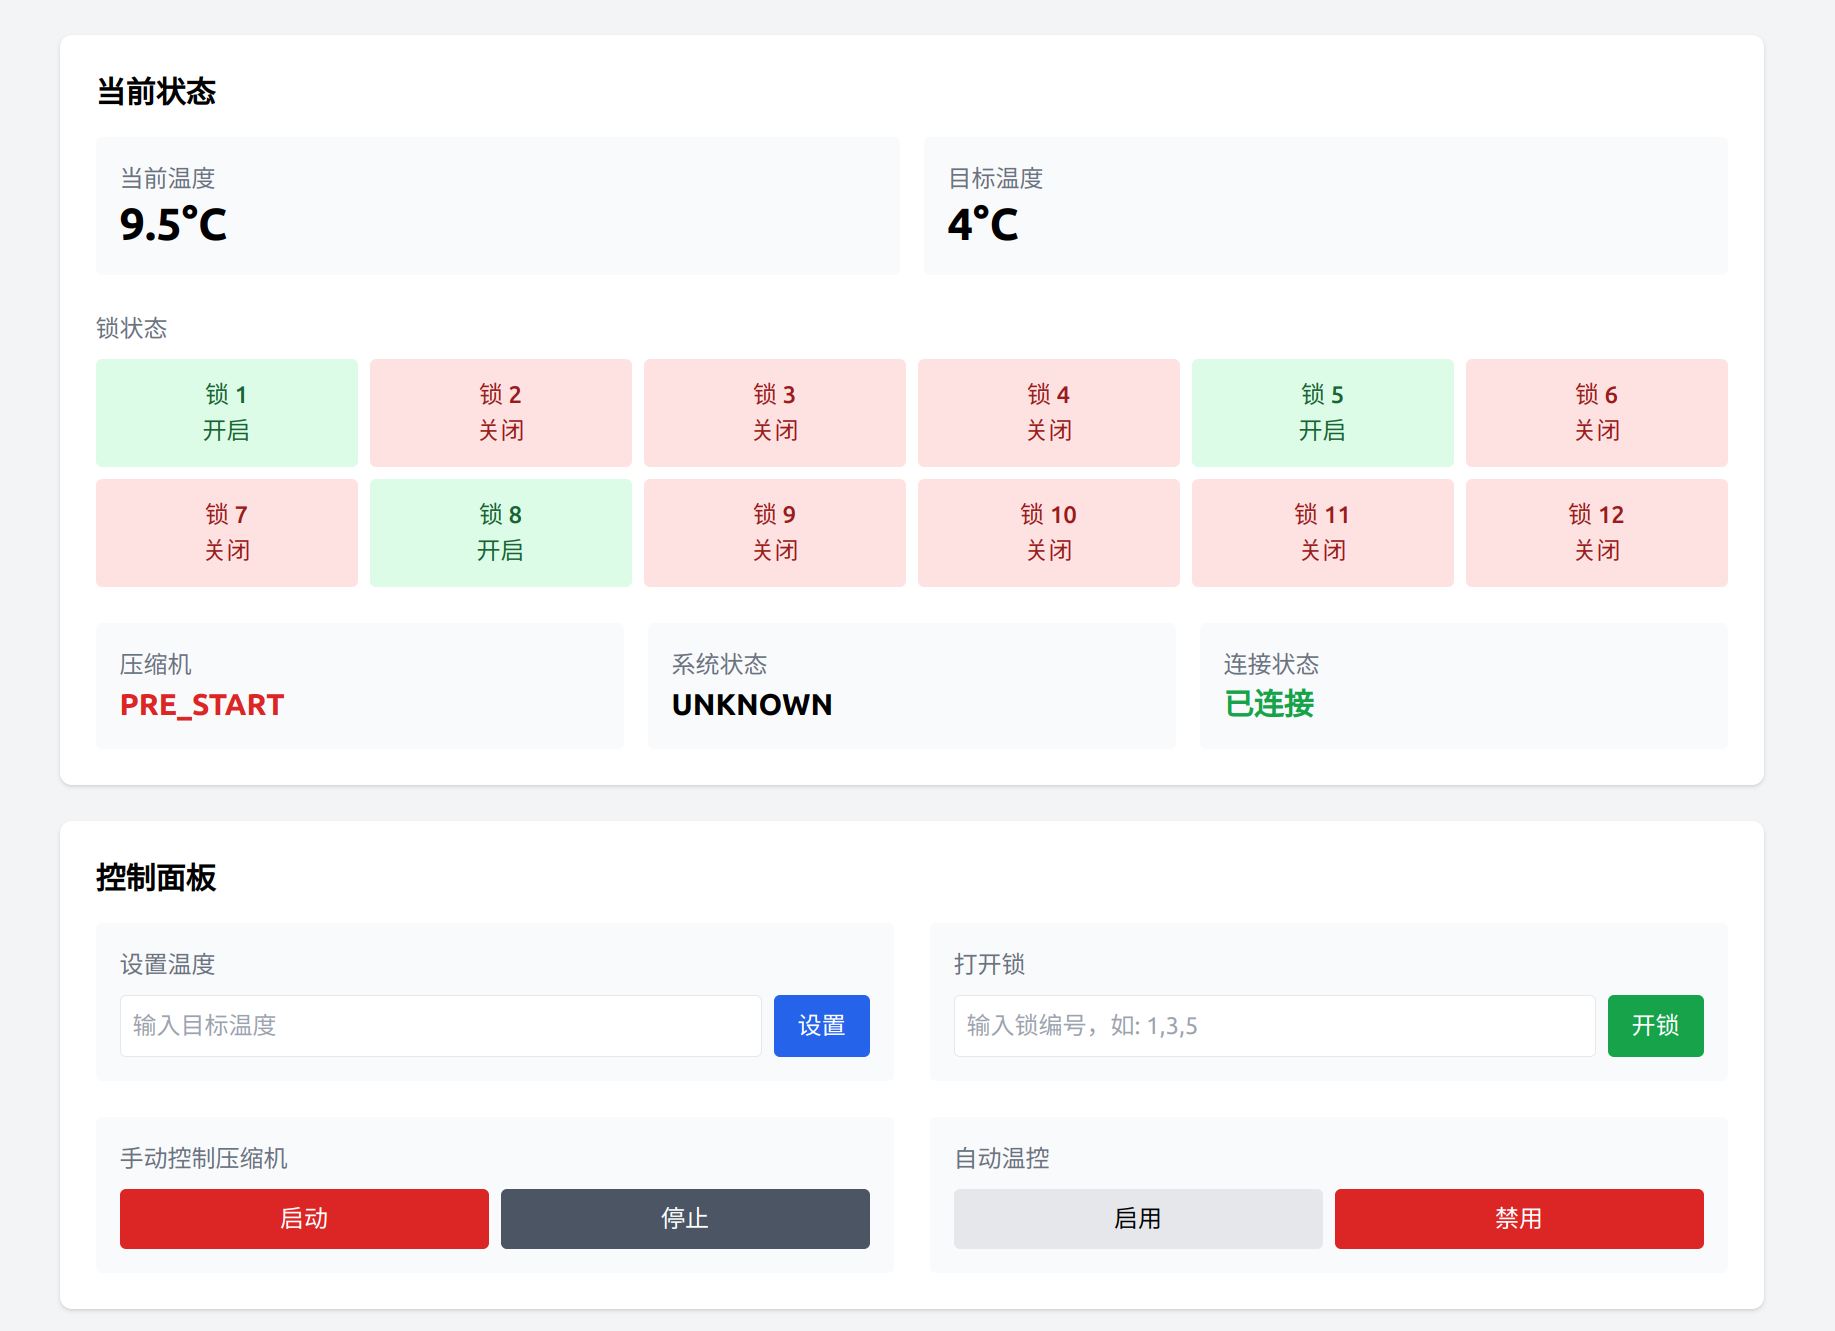 当前状态
当前温度
9.5°C
目标温度
4°C
锁状态
锁 1
开启
锁 2
关闭
锁 3
关闭
锁 4
关闭
锁 5
开启
锁 6
关闭
锁 7
关闭
锁 8
开启
锁 9
关闭
锁 10
关闭
锁 11
关闭
锁 12
关闭
压缩机
PRE_START
系统状态
UNKNOWN
连接状态
已连接
控制面板
设置温度
输入目标温度
设置
打开锁
输入锁编号，如: 1,3,5
开锁
手动控制压缩机
启动
停止
自动温控
启用
禁用